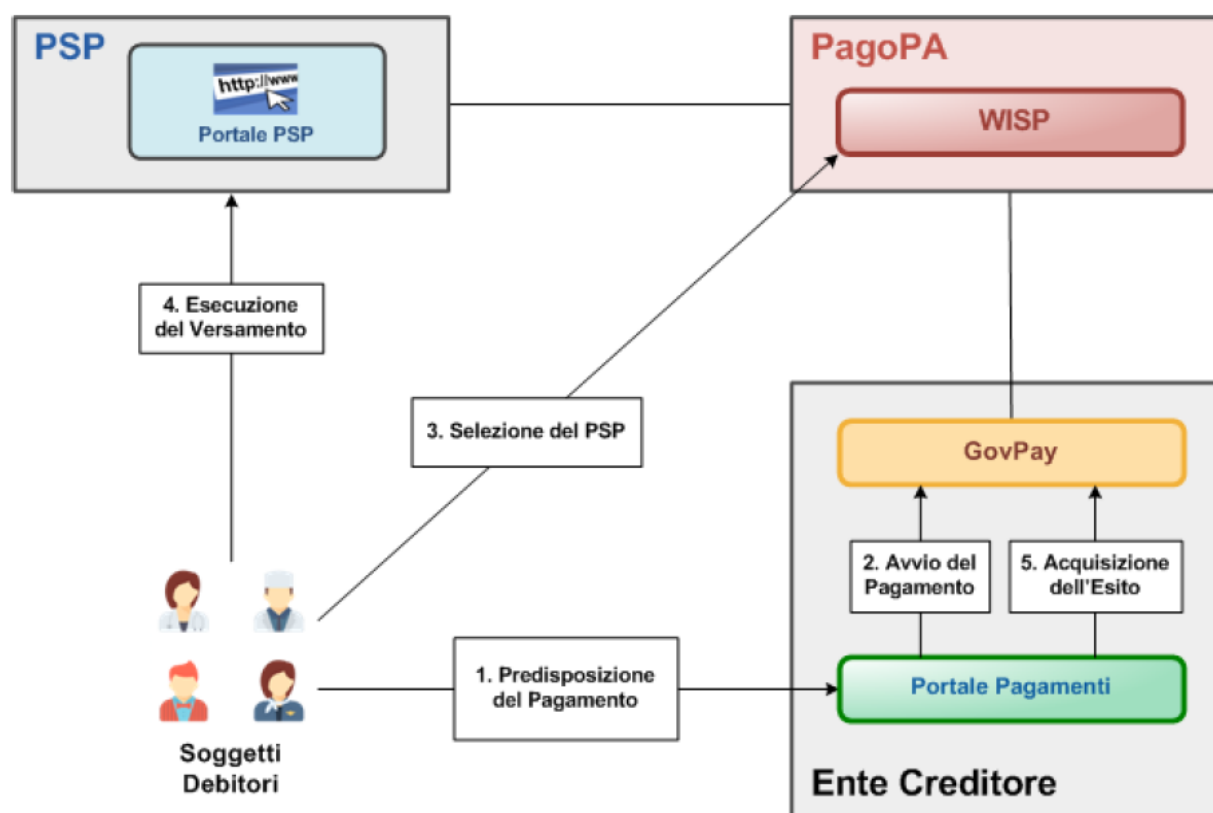 PSP
http://www
Portale PSP
PagoPA
WISP
4. Esecuzione
del Versamento
3. Selezione del PSP
GovPay
2. Avvio del
Pagamento
5. Acquisizione
dell'Esito
1. Predisposizione
del Pagamento
Portale Pagamenti
Soggetti
Debitori
Ente Creditore